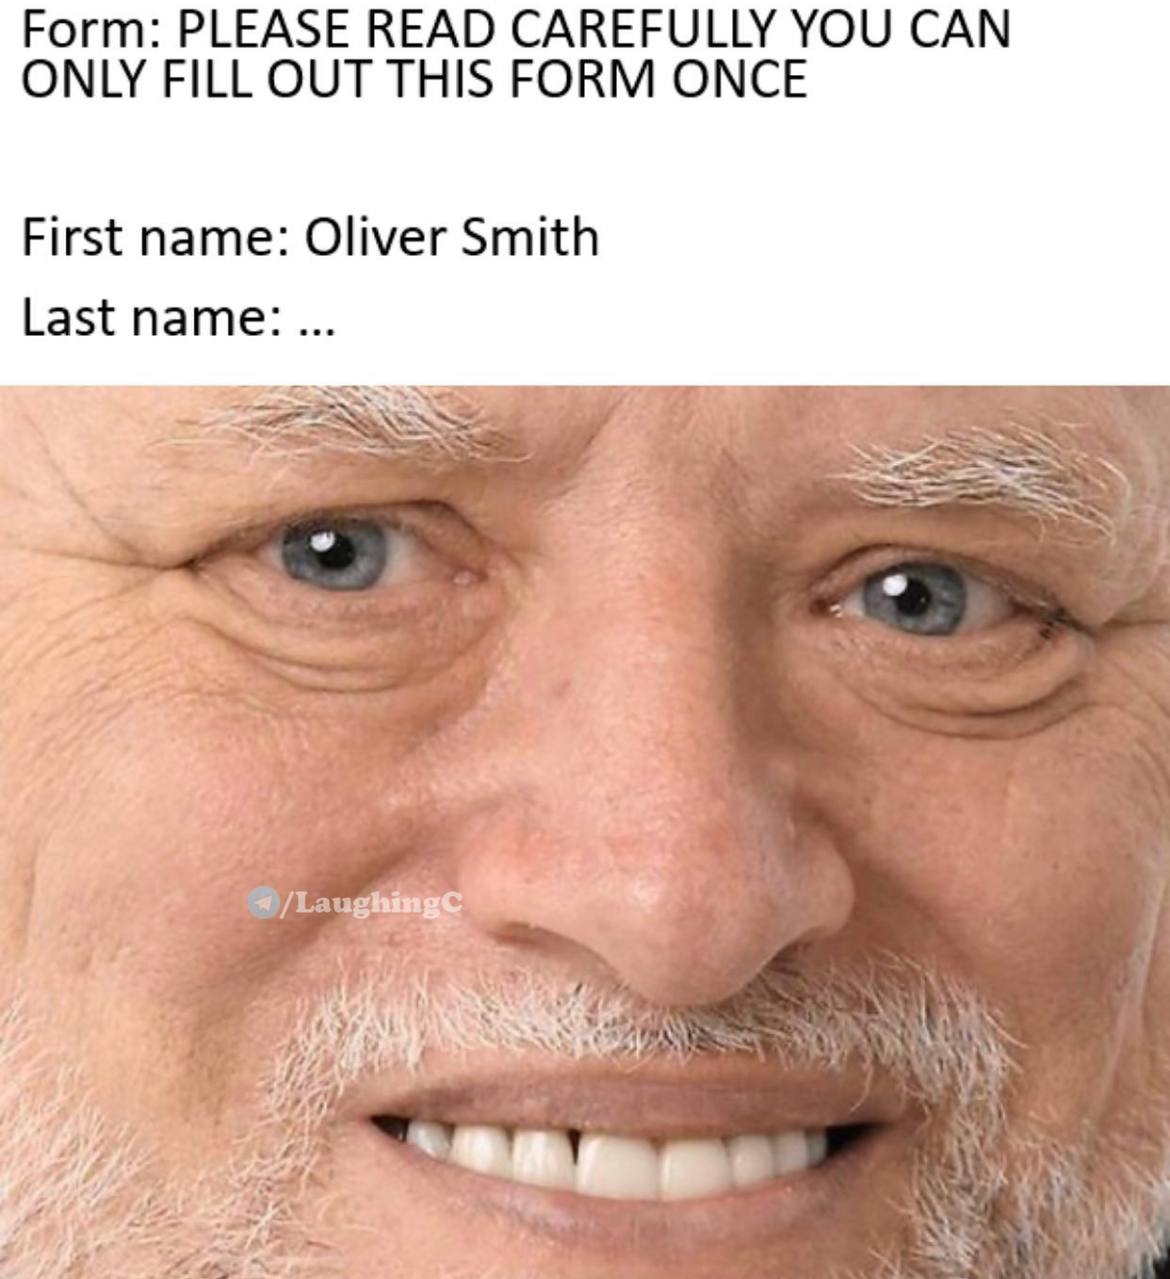 Form: PLEASE READ CAREFULLY YOU CAN
ONLY FILL OUT THIS FORM ONCE
First name: Oliver Smith
Last name: ...
/LaughingC